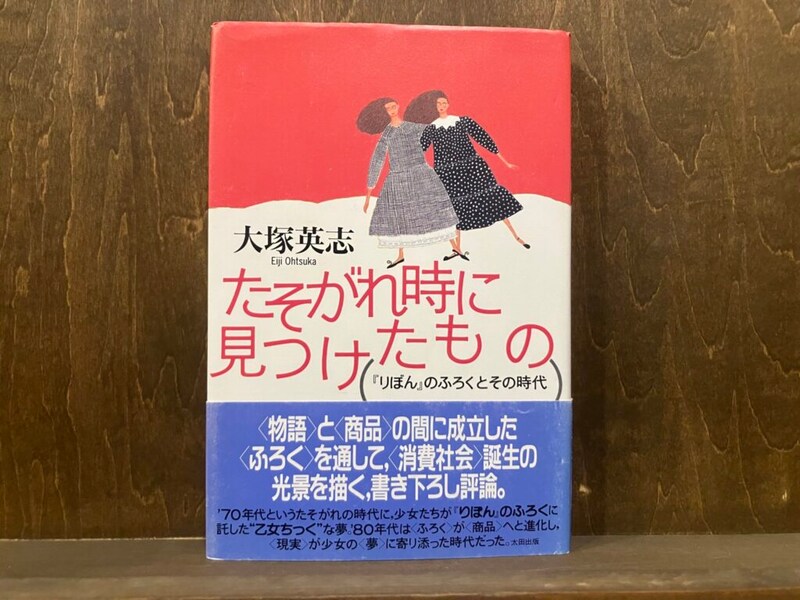 大塚英志
Eiji Ohtsuka
たそがれ時に
見つけたもの
(『りぼん』のふろくとその時代)
〈物語〉と〈商品〉の間に成立した
〈ふろく〉を通して、〈消費社会〉誕生の
光景を描く、書き下ろし評論。
'70年代というたそがれの時代に、少女たちが『りぼん』のふろくに
託した“乙女ちっく”な夢。'80年代は〈ふろく〉が〈商品〉へと進化し、
〈現実〉が少女の〈夢〉に寄り添った時代だった。太田出版